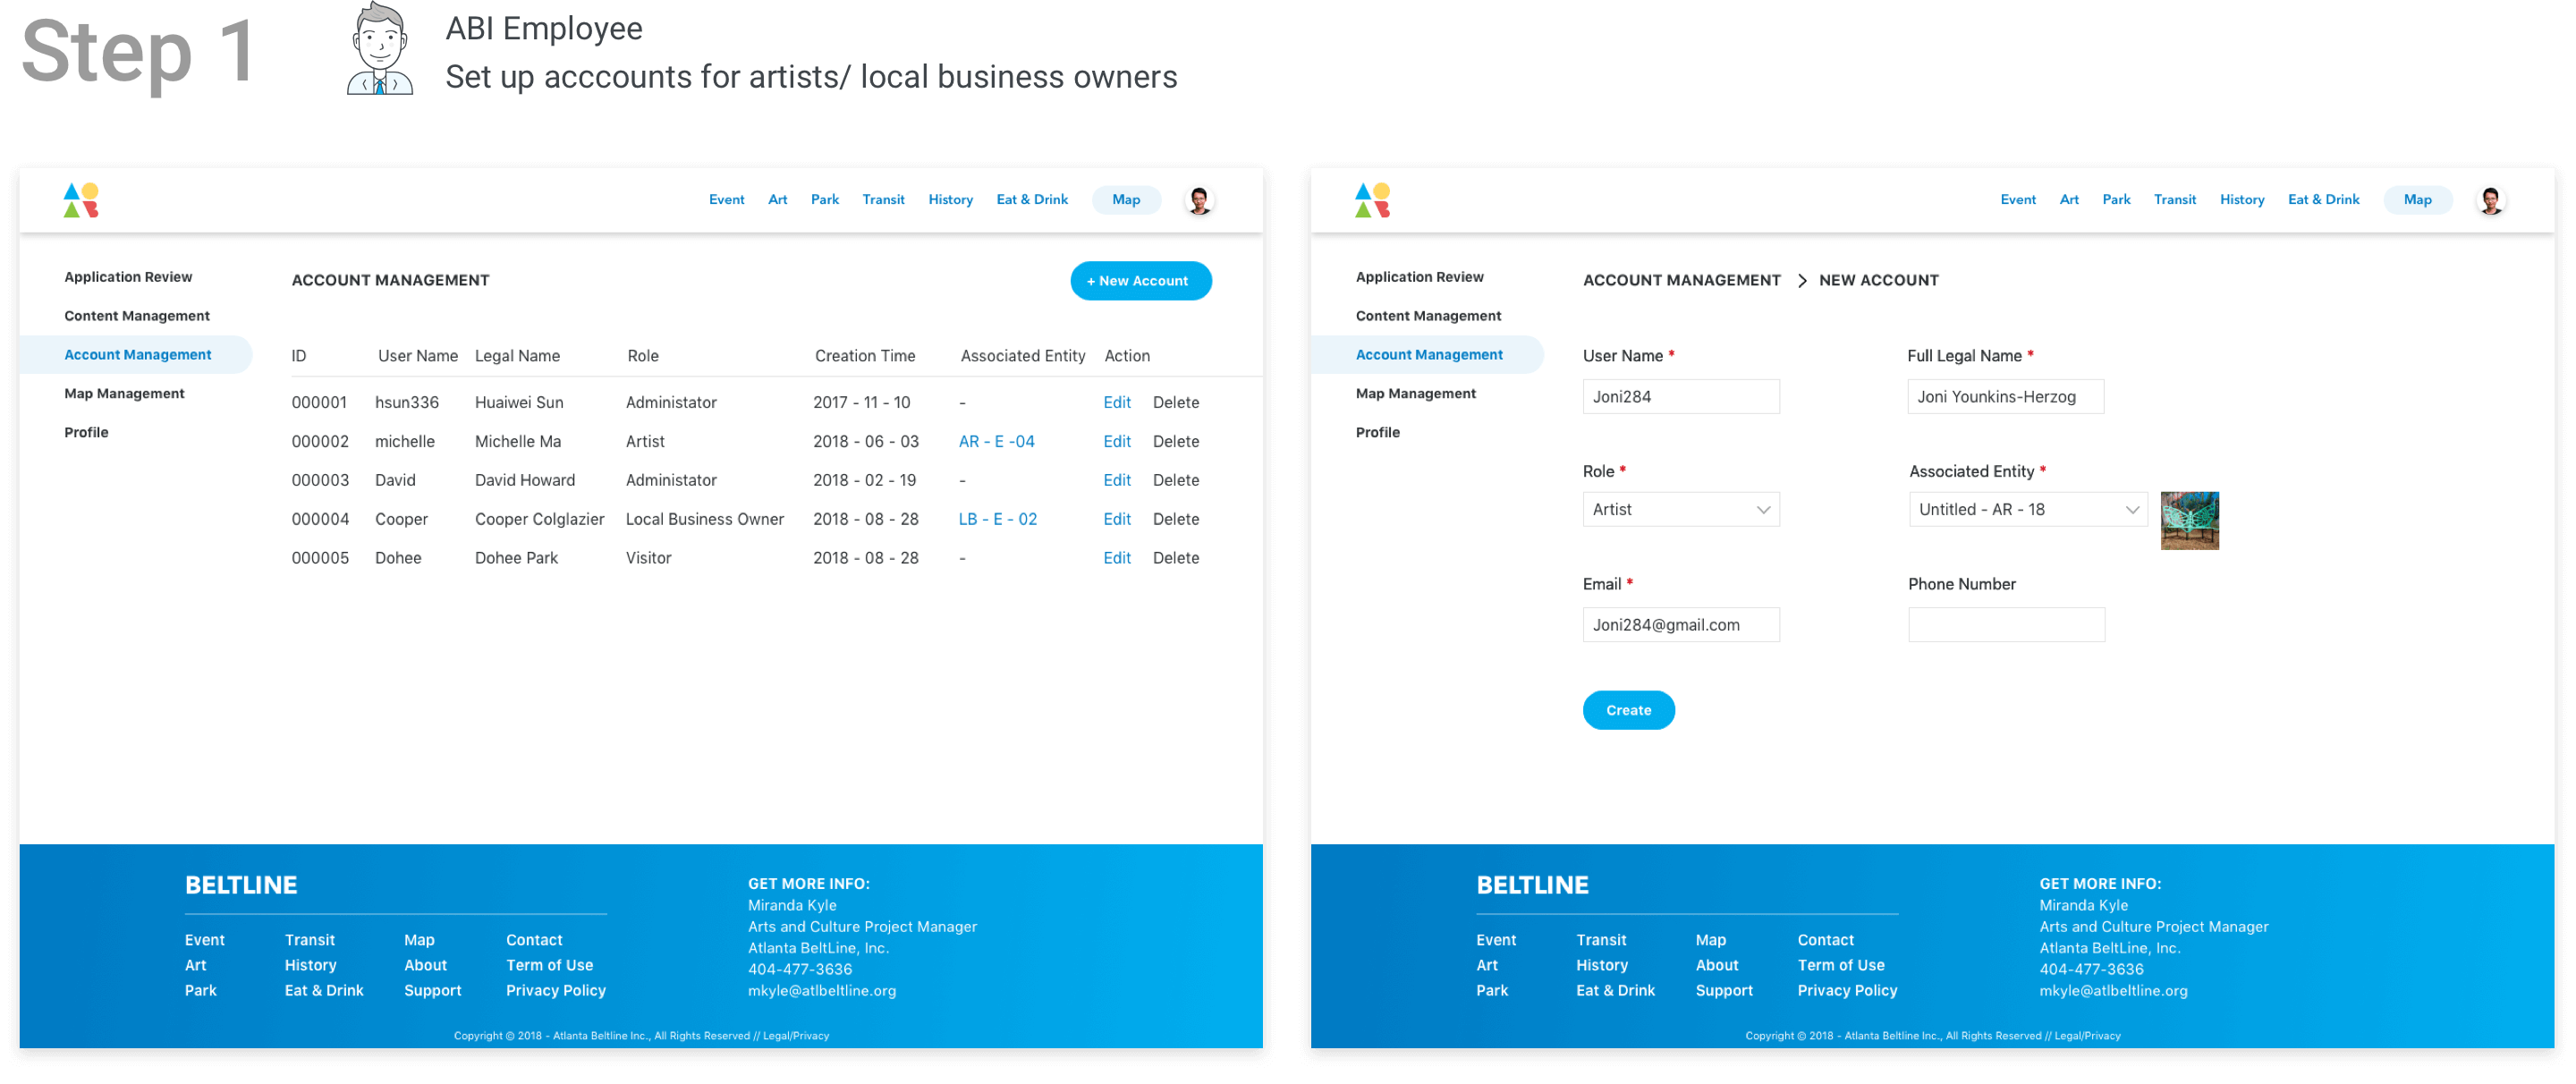 Step 1
ABI Employee
Set up acccounts for artists/ local business owners
Event Art Park Transit History Eat & Drink Map
Application Review
Content Management
Account Management
Map Management
Profile
ACCOUNT MANAGEMENT
+ New Account
ID User Name Legal Name Role Creation Time Associated Entity Action
000001 hsun336 Huaiwei Sun Administator 2017 - 11 - 10 - Edit Delete
000002 michelle Michelle Ma Artist 2018 - 06 - 03 AR - E -04 Edit Delete
000003 David David Howard Administator 2018 - 02 - 19 - Edit Delete
000004 Cooper Cooper Colglazier Local Business Owner 2018 - 08 - 28 LB - E - 02 Edit Delete
000005 Dohee Dohee Park Visitor 2018 - 08 - 28 - Edit Delete
BELTLINE
Event Transit Map Contact
Art History About Term of Use
Park Eat & Drink Support Privacy Policy
GET MORE INFO:
Miranda Kyle
Arts and Culture Project Manager
Atlanta BeltLine, Inc.
404-477-3636
mkyle@atlbeltline.org
Copyright © 2018 - Atlanta Beltline Inc., All Rights Reserved // Legal/Privacy
Event Art Park Transit History Eat & Drink Map
Application Review
Content Management
Account Management
Map Management
Profile
ACCOUNT MANAGEMENT > NEW ACCOUNT
User Name * Full Legal Name *
Joni284 Joni Younkins-Herzog
Role * Associated Entity *
Artist Untitled - AR - 18
Email * Phone Number
Joni284@gmail.com
Create
BELTLINE
Event Transit Map Contact
Art History About Term of Use
Park Eat & Drink Support Privacy Policy
GET MORE INFO:
Miranda Kyle
Arts and Culture Project Manager
Atlanta BeltLine, Inc.
404-477-3636
mkyle@atlbeltline.org
Copyright © 2018 - Atlanta Beltline Inc., All Rights Reserved // Legal/Privacy